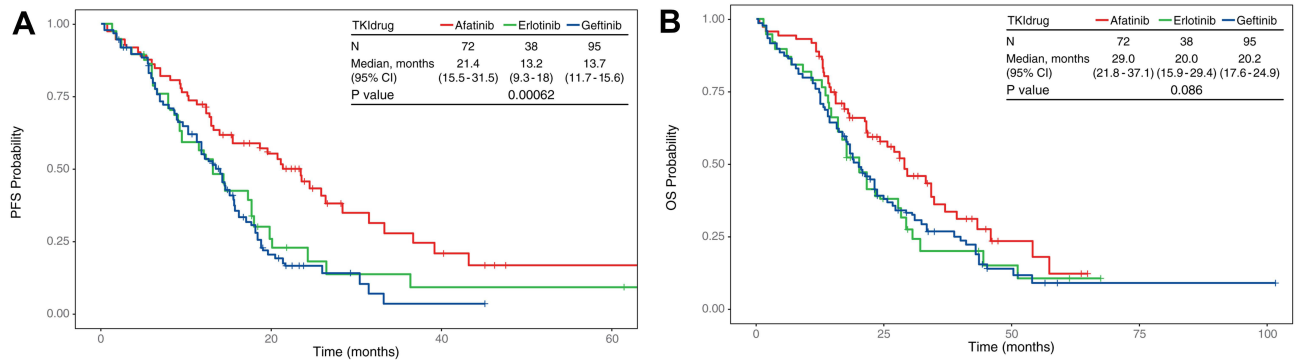 A
TKIdrug Afatinib Erlotinib Geftinib
N 72 38 95
Median, months 21.4 13.2 13.7
(95% CI) (15.5-31.5) (9.3-18) (11.7-15.6)
P value 0.00062
1.00
0.75
0.50
0.25
0.00
PFS Probability
0 20 40 60
Time (months)
B
TKIdrug Afatinib Erlotinib Geftinib
N 72 38 95
Median, months 29.0 20.0 20.2
(95% CI) (21.8-37.1) (15.9-29.4) (17.6-24.9)
P value 0.086
1.00
0.75
0.50
0.25
0.00
OS Probability
0 25 50 75 100
Time (months)